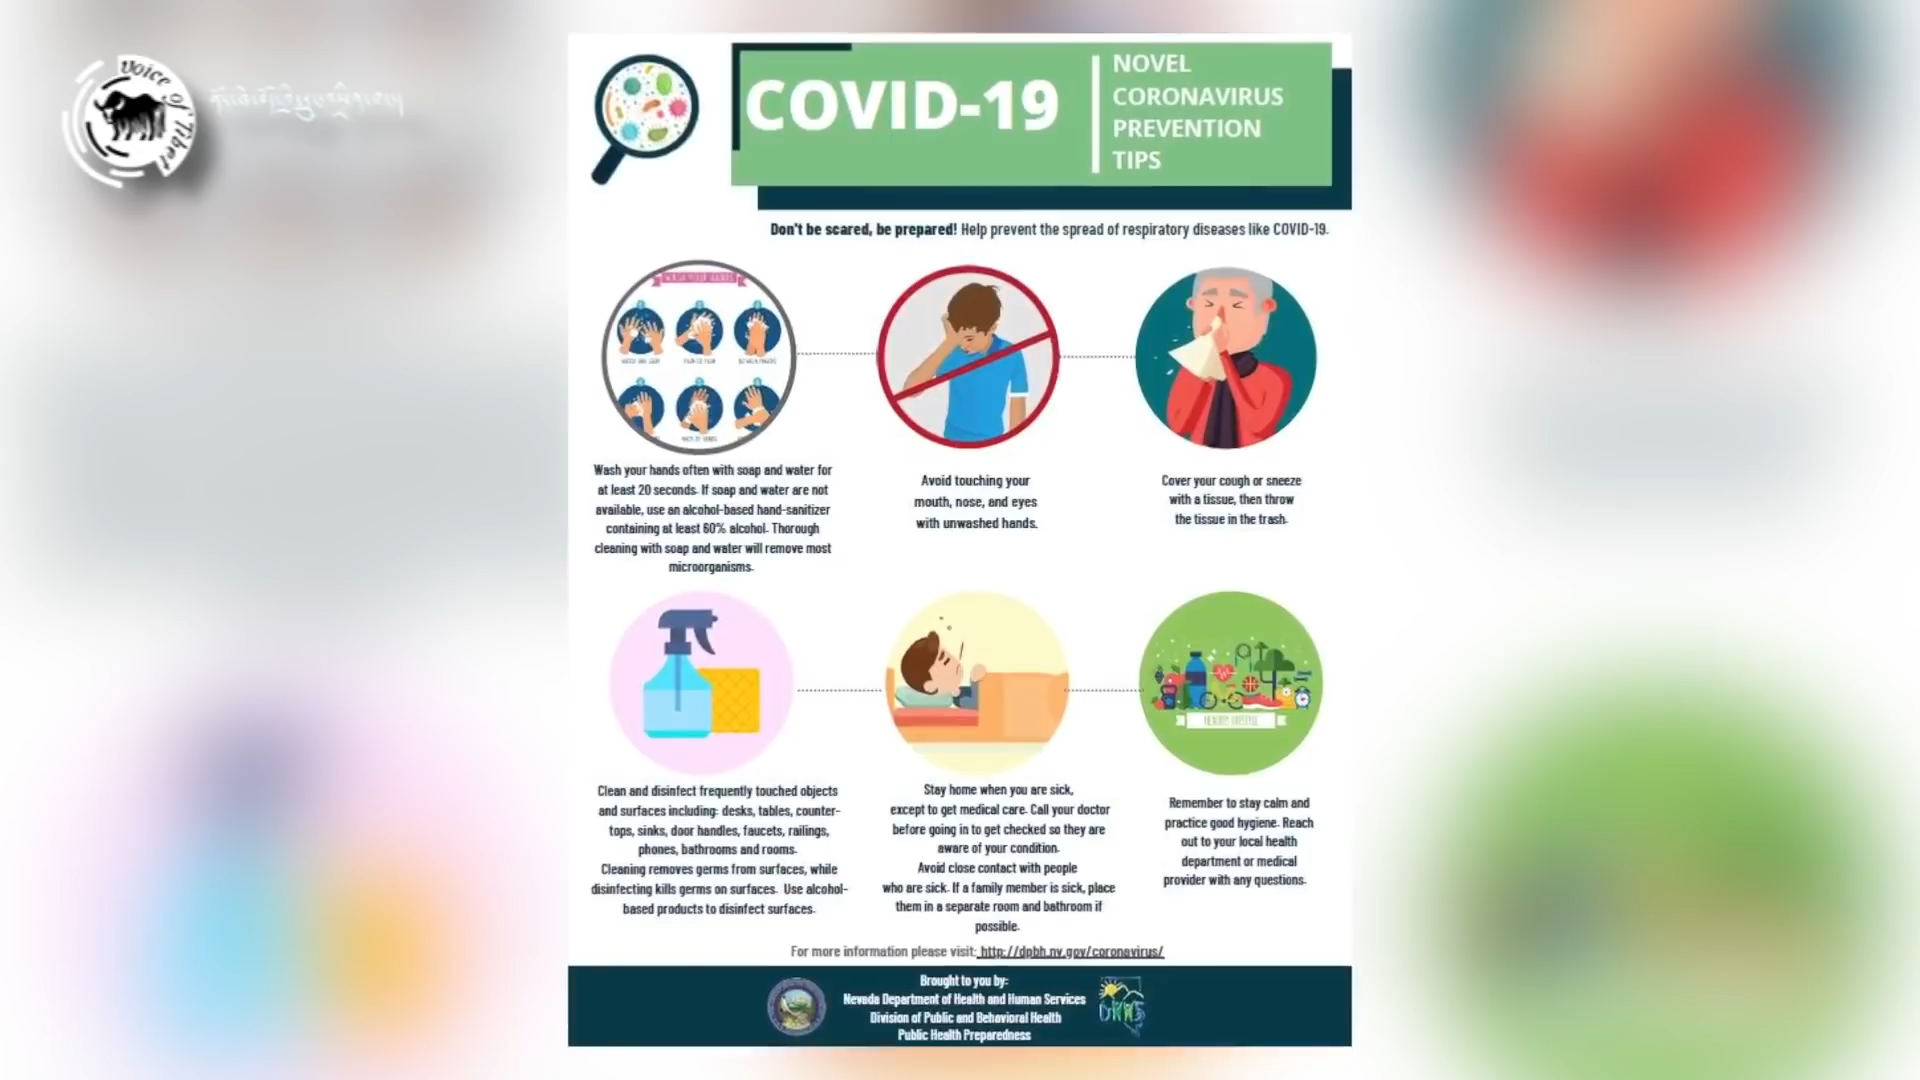 Voice of Tibet
COVID-19
NOVEL
CORONAVIRUS
PREVENTION
TIPS
Don't be scared, be prepared! Help prevent the spread of respiratory diseases like COVID-19.
WASH YOUR HANDS
Wash your hands often with soap and water for
at least 20 seconds. If soap and water are not
available, use an alcohol-based hand-sanitizer
containing at least 60% alcohol. Thorough
cleaning with soap and water will remove most
microorganisms.
Avoid touching your
mouth, nose, and eyes
with unwashed hands.
Cover your cough or sneeze
with a tissue, then throw
the tissue in the trash.
HEALTHY LIFESTYLE
Clean and disinfect frequently touched objects
and surfaces including: desks, tables, counter-
tops, sinks, door handles, faucets, railings,
phones, bathrooms and rooms.
Cleaning removes germs from surfaces, while
disinfecting kills germs on surfaces. Use alcohol-
based products to disinfect surfaces.
Stay home when you are sick,
except to get medical care. Call your doctor
before going in to get checked so they are
aware of your condition.
Avoid close contact with people
who are sick. If a family member is sick, place
them in a separate room and bathroom if
possible.
Remember to stay calm and
practice good hygiene. Reach
out to your local health
department or medical
provider with any questions.
For more information please visit: http://dpbh.nv.gov/coronavirus/
Brought to you by:
Nevada Department of Health and Human Services
Division of Public and Behavioral Health
Public Health Preparedness